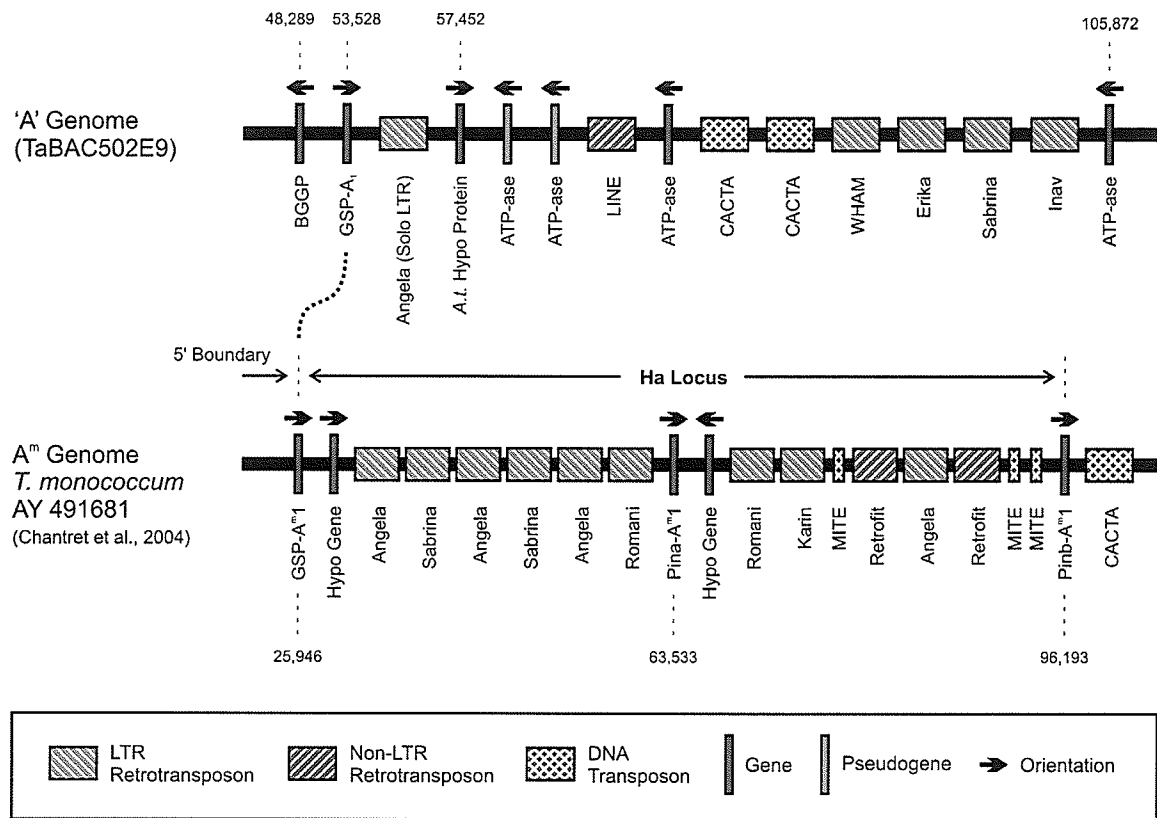 48,289 53,528 57,452 105,872
'A' Genome
(TaBAC502E9)
BGGP
GSP-A₁
Angela (Solo LTR)
A.t. Hypo Protein
ATP-ase
ATP-ase
LINE
ATP-ase
CACTA
CACTA
WHAM
Erika
Sabrina
Inav
ATP-ase
5' Boundary
Ha Locus
Aᵐ Genome
T. monococcum
AY 491681
(Chantret et al., 2004)
GSP-Aᵐ1
Hypo Gene
Angela
Sabrina
Angela
Sabrina
Angela
Romani
Pina-Aᵐ1
Hypo Gene
Romani
Karin
MITE
Retrofit
Angela
Retrofit
MITE
MITE
Pinb-Aᵐ1
CACTA
25,946 63,533 96,193
LTR
Retrotransposon
Non-LTR
Retrotransposon
DNA
Transposon
Gene
Pseudogene
Orientation